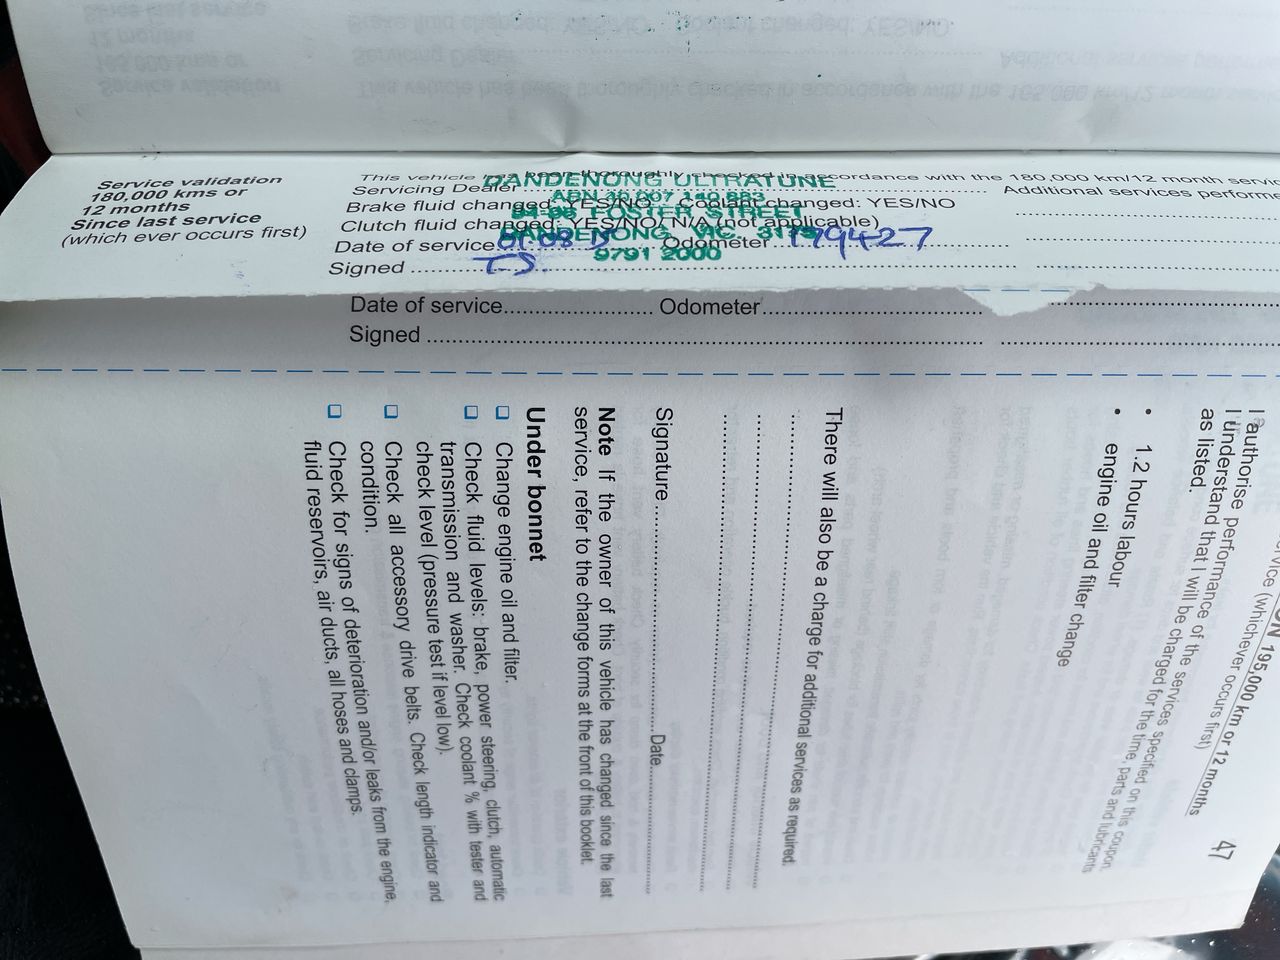 Service validation
180,000 kms or
12 months
Since last service
(which ever occurs first)
This vehicle been thoroughly checked in accordance with the 180,000 km/12 month
Servicing Dealer
Additional services
Brake fluid changed: YES/NO Coolant changed: YES/NO
Clutch fluid changed: YES/NO/ N/A (not applicable)
Date of service Odometer 179427
Signed T.S.
DANDENONG ULTRATUNE
94-96 FOSTER STREET
DANDENONG, VIC. 3175
9791 2000
Date of service Odometer
Signed
195,000 km or 12 months
(whichever occurs first)
47
I authorise performance of the services specified on this coupon.
I understand that I will be charged for the time, parts and lubricants
as listed.
• 1.2 hours labour
• engine oil and filter change
There will also be a charge for additional services as required.
Signature Date
Note If the owner of this vehicle has changed since the last
service, refer to the change forms at the front of this booklet.
Under bonnet
❑ Change engine oil and filter.
❑ Check fluid levels: brake, power steering, clutch, automatic
transmission and washer. Check coolant % with tester and
check level (pressure test if level low).
❑ Check all accessory drive belts. Check length indicator and
condition.
❑ Check for signs of deterioration and/or leaks from the engine,
fluid reservoirs, air ducts, all hoses and clamps.